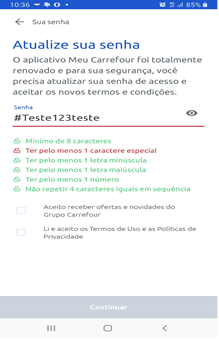 10:36
85%
Sua senha
Atualize sua senha
O aplicativo Meu Carrefour foi totalmente
renovado e para sua segurança, você
precisa atualizar sua senha de acesso e
aceitar os novos termos e condições.
Senha
#Teste123teste
Mínimo de 8 caracteres
Ter pelo menos 1 caractere especial
Ter pelo menos 1 letra minúscula
Ter pelo menos 1 letra maiúscula
Ter pelo menos 1 número
Não repetir 4 caracteres iguais em sequência
Aceito receber ofertas e novidades do
Grupo Carrefour
Li e aceito os Termos de Uso e as Políticas de
Privacidade
Continuar